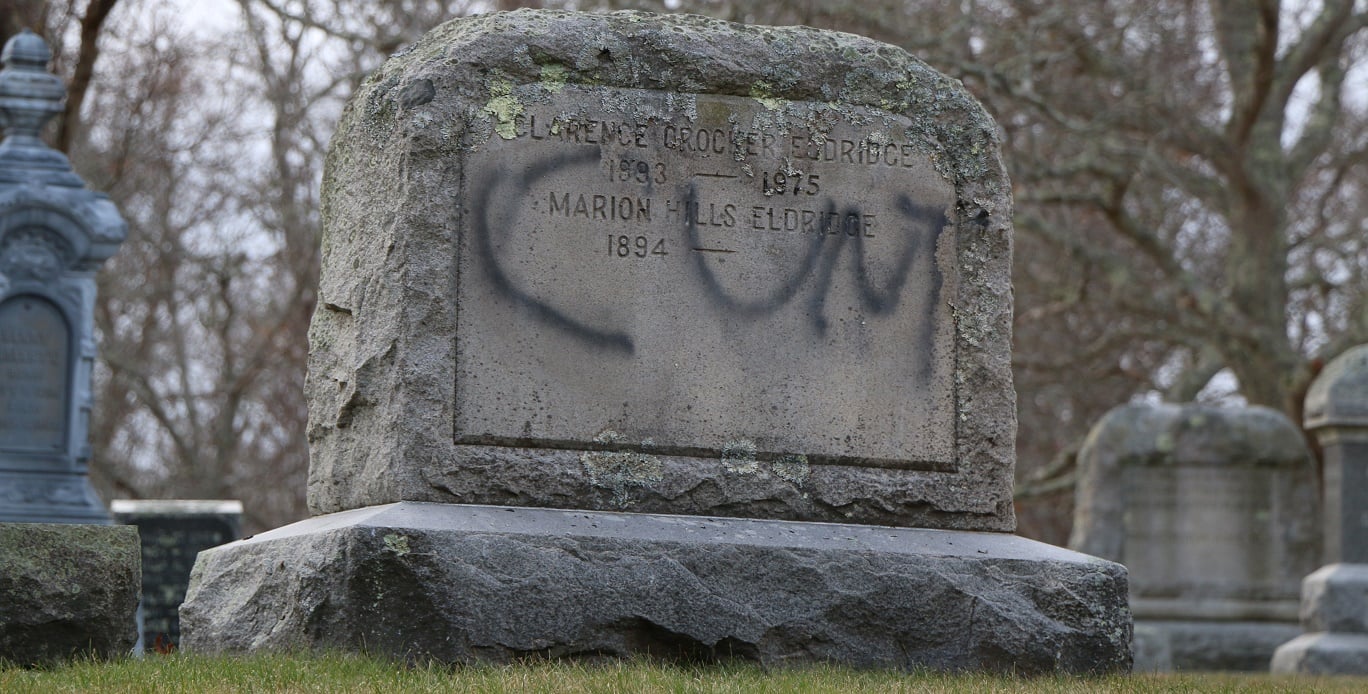 CLARENCE CROCKER ELDRIDGE
1893 — 1975
MARION HILLS ELDRIDGE
1894 —
CUNT